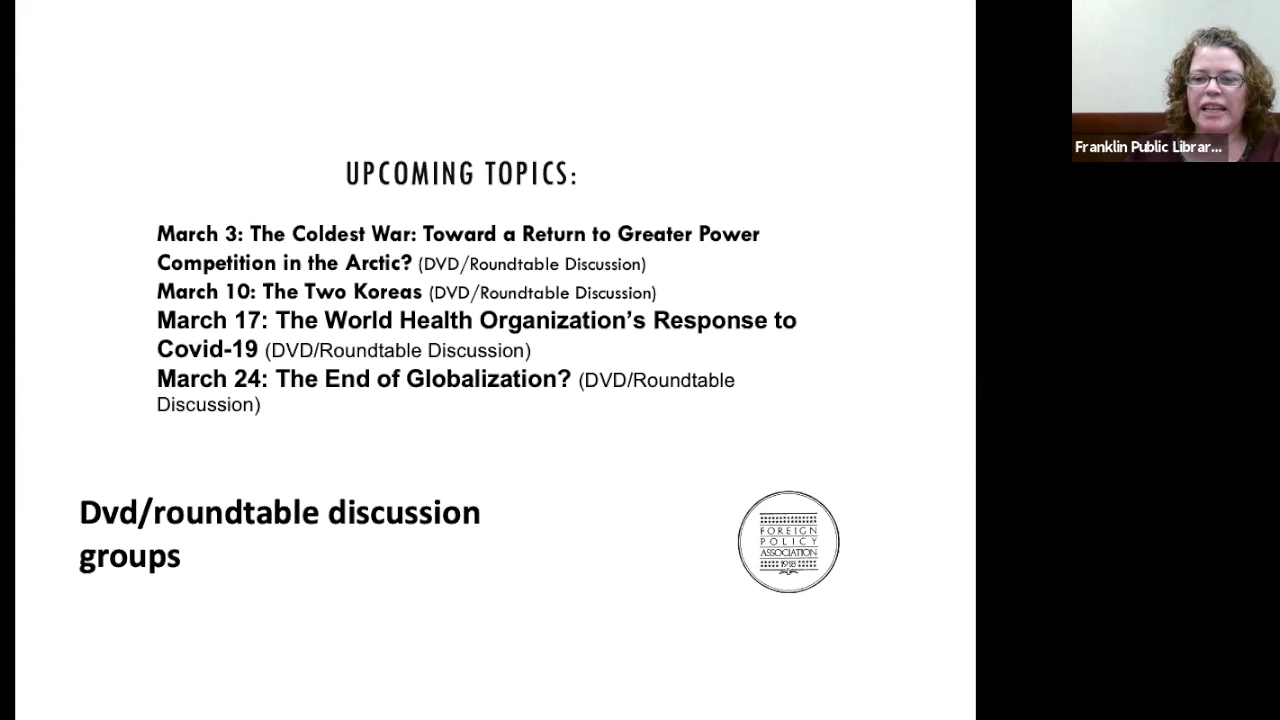 UPCOMING TOPICS:
March 3: The Coldest War: Toward a Return to Greater Power
Competition in the Arctic? (DVD/Roundtable Discussion)
March 10: The Two Koreas (DVD/Roundtable Discussion)
March 17: The World Health Organization’s Response to
Covid-19 (DVD/Roundtable Discussion)
March 24: The End of Globalization? (DVD/Roundtable
Discussion)
Dvd/roundtable discussion
groups
FOREIGN
POLICY
ASSOCIATION
1918
Franklin Public Librar...